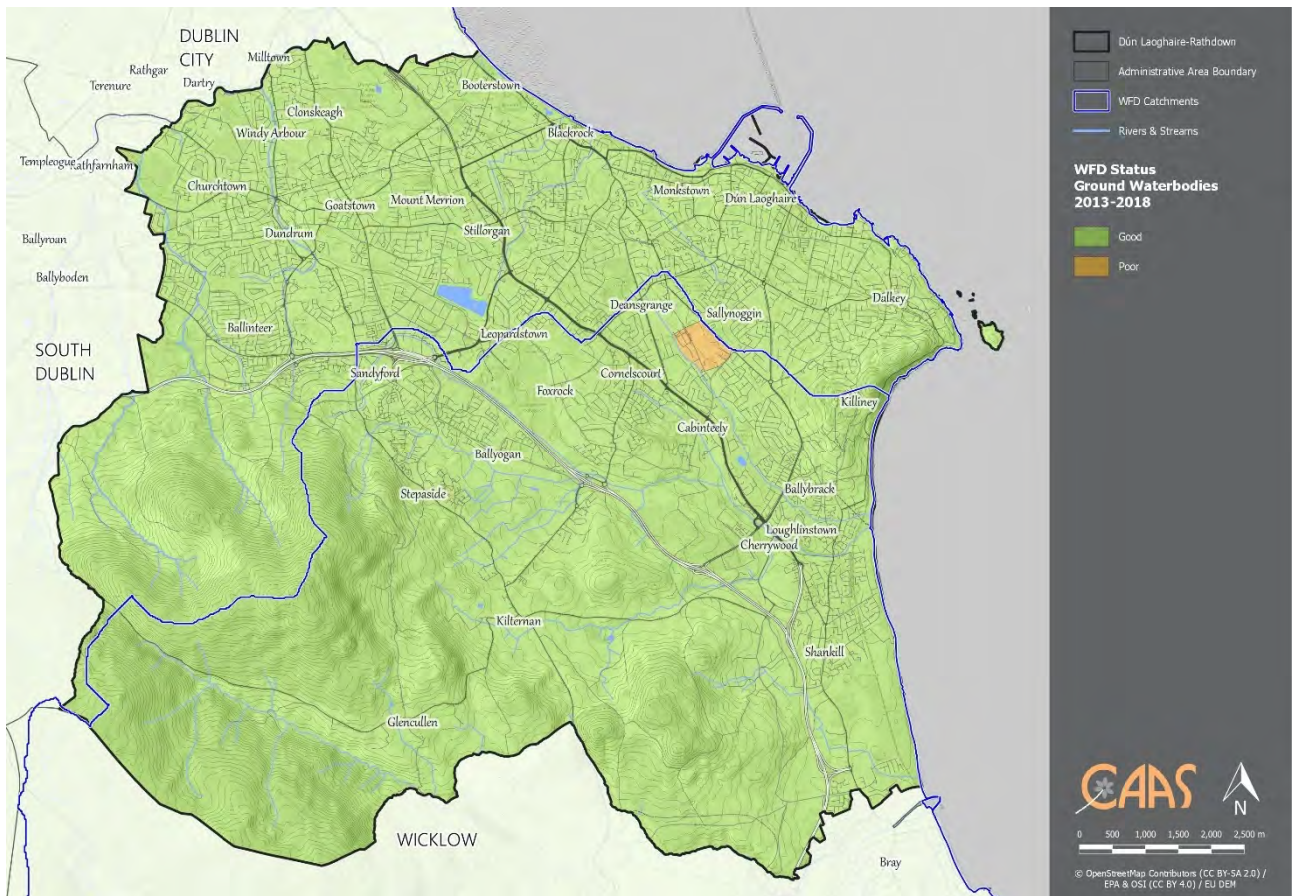 DUBLIN
CITY
Milltown
Rathgar
Dartry
Terenure
Booterstown
Clonskeagh
Windy Arbour
Blackrock
Templeogue
Rathfarnham
Churchtown
Monkstown
Dún Laoghaire
Goatstown
Mount Merrion
Stillorgan
Dundrum
Ballyroan
Ballyboden
Deansgrange
Dalkey
Sallynoggin
Ballinteer
Leopardstown
SOUTH
DUBLIN
Sandyford
Cornelscourt
Foxrock
Killiney
Cabinteely
Ballyogan
Stepaside
Ballybrack
Loughlinstown
Cherrywood
Kilternan
Shankill
Glencullen
WICKLOW
Bray
Dún Laoghaire-Rathdown
Administrative Area Boundary
WFD Catchments
Rivers & Streams
WFD Status
Ground Waterbodies
2013-2018
Good
Poor
CAAS
N
0 500 1,000 1,500 2,000 2,500 m
© OpenStreetMap Contributors (CC BY-SA 2.0) /
EPA & OSI (CC BY 4.0) / EU DEM